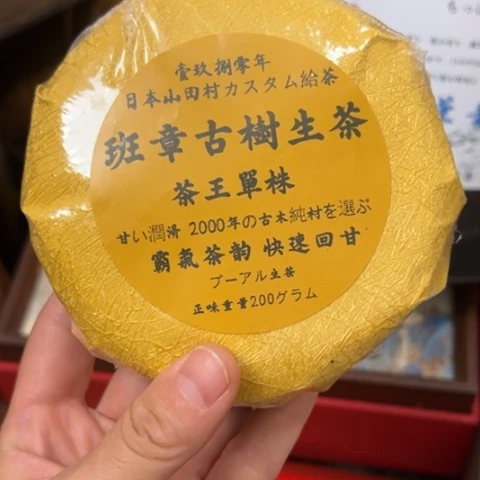 壹玖捌零年
日本山田村カスタム給茶
班章古樹生茶
茶王單株
甘い潤滑 2000年の古木純村を選ぶ
霸氣茶韵 快速回甘
プーアル生茶
正味重量200グラム